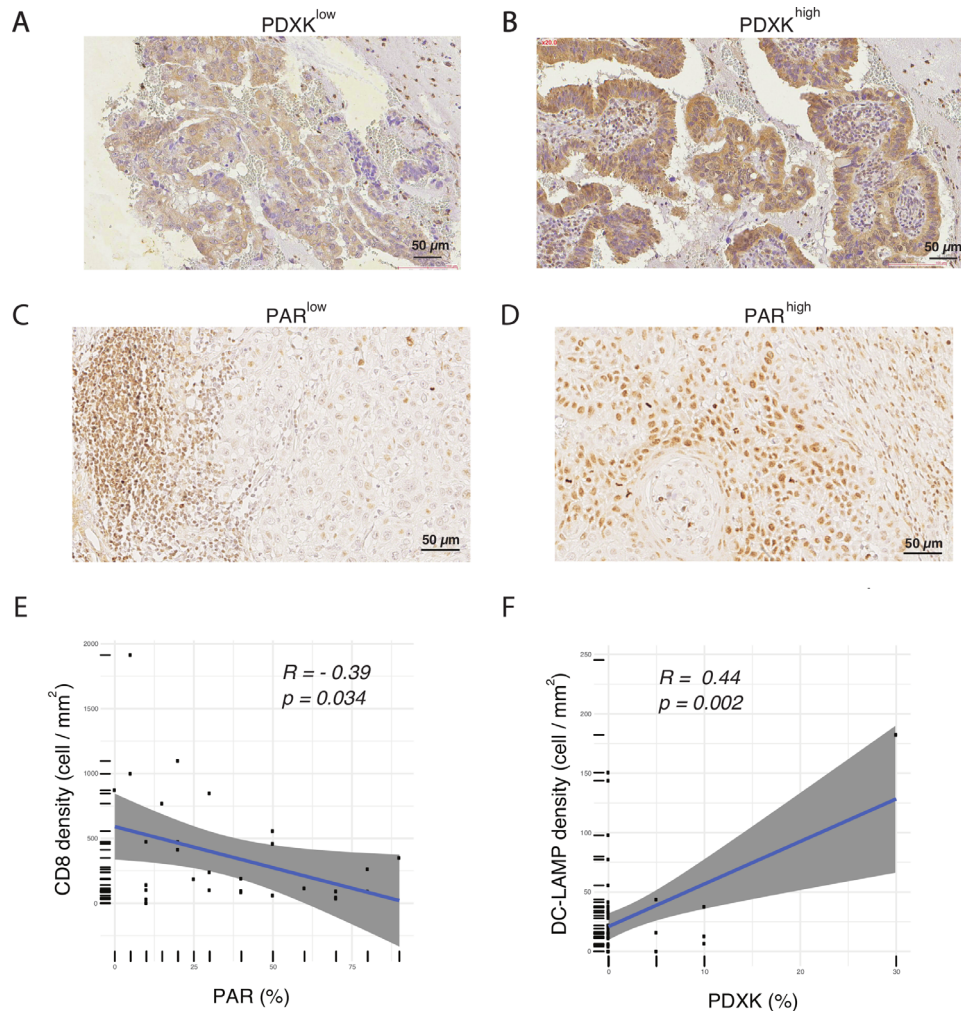 A
PDXK^low
50 µm
B
PDXK^high
x20.0
50 µm
C
PAR^low
50 µm
D
PAR^high
50 µm
E
R = - 0.39
p = 0.034
CD8 density (cell / mm²)
2000
1500
1000
500
0
0 25 50 75
PAR (%)
F
R = 0.44
p = 0.002
DC-LAMP density (cell / mm²)
250
200
150
100
50
0
0 10 20 30
PDXK (%)